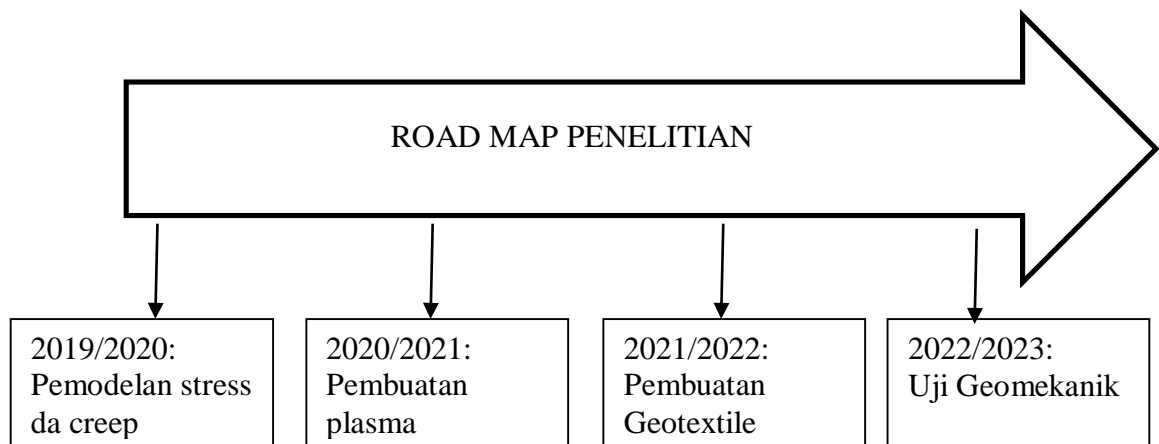 ROAD MAP PENELITIAN
2019/2020:
Pemodelan stress
da creep
2020/2021:
Pembuatan
plasma
2021/2022:
Pembuatan
Geotextile
2022/2023:
Uji Geomekanik